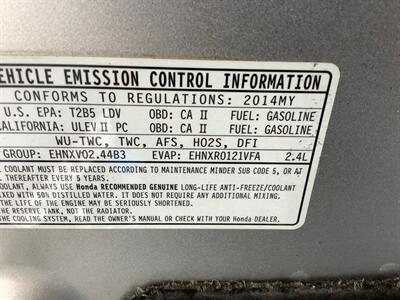 EHICLE EMISSION CONTROL INFORMATION
CONFORMS TO REGULATIONS: 2014MY
U.S. EPA: T2B5 LDV OBD: CA II FUEL: GASOLINE
CALIFORNIA: ULEV II PC OBD: CA II FUEL: GASOLINE
WU-TWC, TWC, AFS, HO2S, DFI
GROUP: EHNXV02.44B3 EVAP: EHNXR0121VFA 2.4L
COOLANT MUST BE REPLACED ACCORDING TO MAINTENANCE MINDER SUB CODE 5, OR AT
THEREAFTER EVERY 5 YEARS.
COOLANT, ALWAYS USE Honda RECOMMENDED GENUINE LONG-LIFE ANTI-FREEZE/COOLANT
MIXED WITH 50% DISTILLED WATER. IT DOES NOT REQUIRE ANY ADDITIONAL MIXING.
THE LIFE OF THE ENGINE MAY BE SERIOUSLY SHORTENED.
THE RESERVE TANK, NOT THE RADIATOR.
THE COOLING SYSTEM, READ THE OWNER'S MANUAL OR CHECK WITH YOUR Honda DEALER.